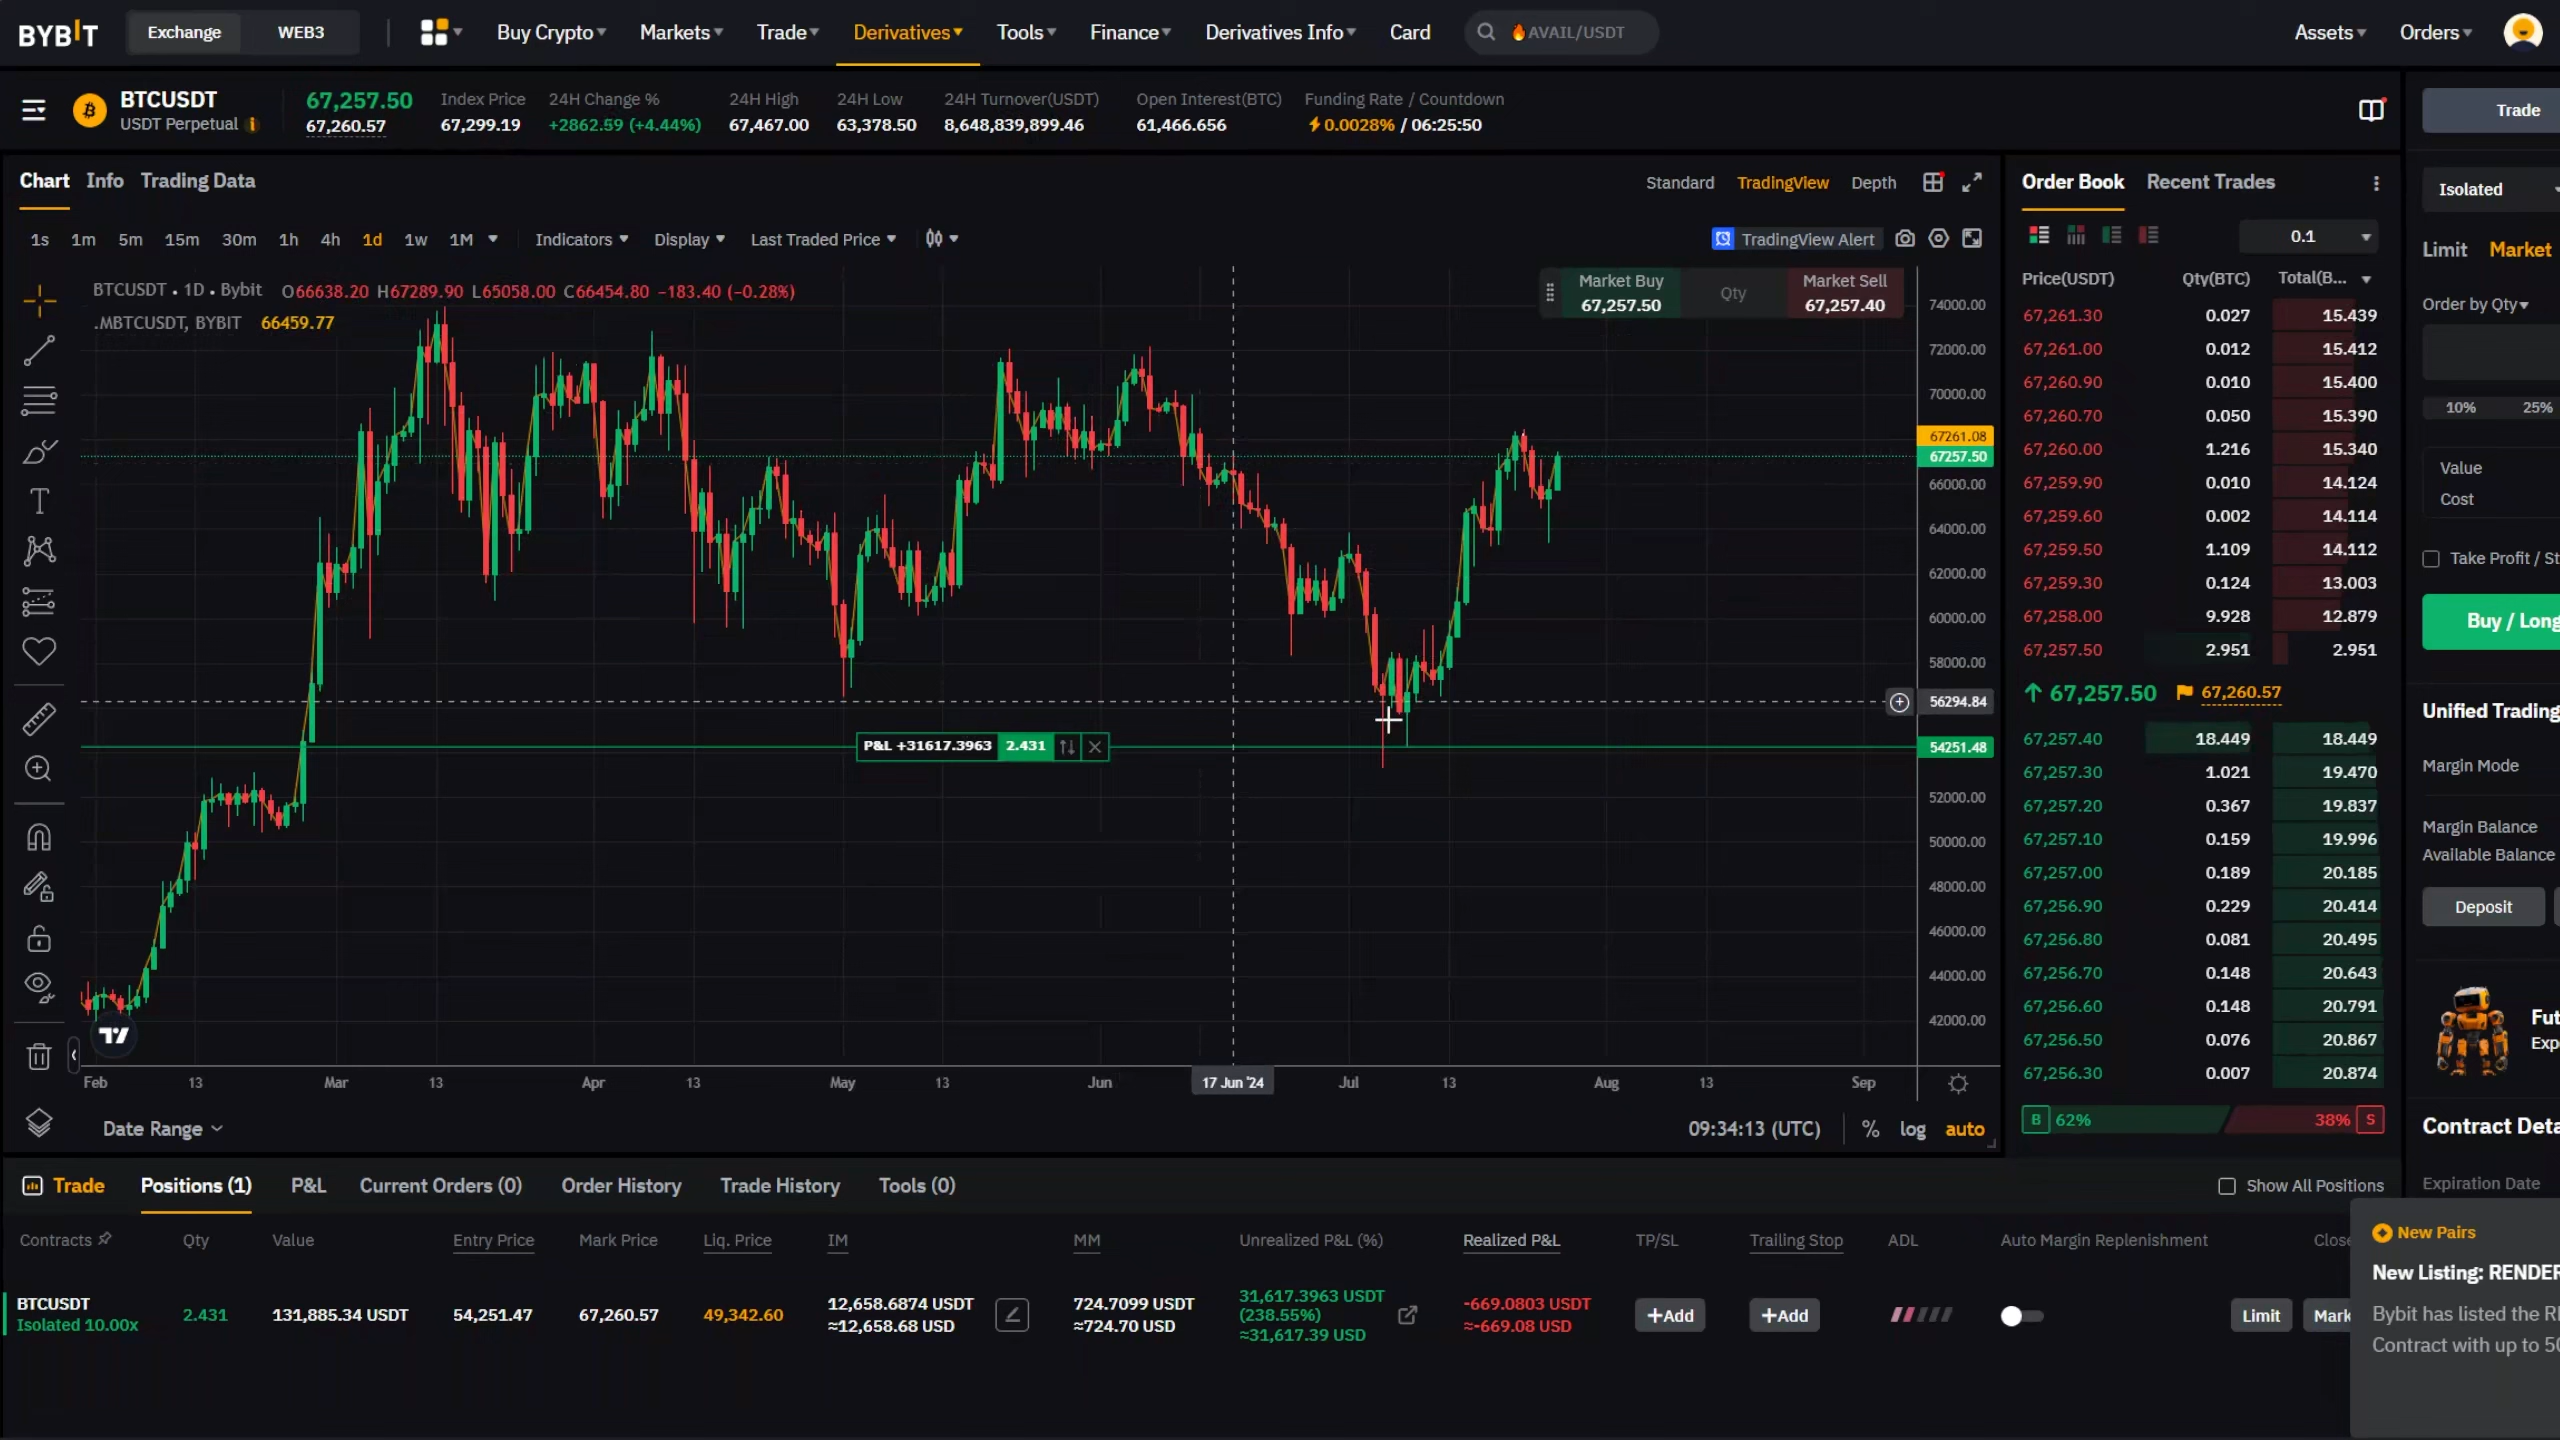 BYBIT Exchange WEB3 Buy Crypto Markets Trade Derivatives Tools Finance Derivatives Info Card AVAIL/USDT Assets Orders
BTCUSDT
USDT Perpetual
67,257.50
67,260.57
Index Price
67,299.19
24H Change %
+2862.59 (+4.44%)
24H High
67,467.00
24H Low
63,378.50
24H Turnover(USDT)
8,648,839,899.46
Open Interest(BTC)
61,466.656
Funding Rate / Countdown
0.0028% / 06:25:50
Chart Info Trading Data
Standard TradingView Depth
1s 1m 5m 15m 30m 1h 4h 1d 1w 1M Indicators Display Last Traded Price
TradingView Alert
BTCUSDT • 1D • Bybit O66638.20 H67289.90 L65058.00 C66454.80 −183.40 (−0.28%)
.MBTCUSDT, BYBIT 66459.77
Market Buy
67,257.50
Qty
Market Sell
67,257.40
74000.00
72000.00
70000.00
67261.08
67257.50
66000.00
64000.00
62000.00
60000.00
58000.00
56294.84
54251.48
52000.00
50000.00
48000.00
46000.00
44000.00
42000.00
P&L +31617.3963 2.431
Feb 13 Mar 13 Apr 13 May 13 Jun 17 Jun '24 Jul 13 Aug 13 Sep
Date Range
09:34:13 (UTC) % log auto
Order Book Recent Trades
0.1
Price(USDT) Qty(BTC) Total(B...
67,261.30 0.027 15.439
67,261.00 0.012 15.412
67,260.90 0.010 15.400
67,260.70 0.050 15.390
67,260.00 1.216 15.340
67,259.90 0.010 14.124
67,259.60 0.002 14.114
67,259.50 1.109 14.112
67,259.30 0.124 13.003
67,258.00 9.928 12.879
67,257.50 2.951 2.951
67,257.50 67,260.57
67,257.40 18.449 18.449
67,257.30 1.021 19.470
67,257.20 0.367 19.837
67,257.10 0.159 19.996
67,257.00 0.189 20.185
67,256.90 0.229 20.414
67,256.80 0.081 20.495
67,256.70 0.148 20.643
67,256.60 0.148 20.791
67,256.50 0.076 20.867
67,256.30 0.007 20.874
B 62% 38% S
Trade
Isolated
Limit Market
Order by Qty
10% 25%
Value
Cost
Take Profit / St
Buy / Long
Unified Trading
Margin Mode
Margin Balance
Available Balance
Deposit
Fut
Exp
Contract Deta
Expiration Date
Trade Positions (1) P&L Current Orders (0) Order History Trade History Tools (0)
Show All Positions
Contracts Qty Value Entry Price Mark Price Liq. Price IM MM Unrealized P&L (%) Realized P&L TP/SL Trailing Stop ADL Auto Margin Replenishment Close
BTCUSDT
Isolated 10.00x
2.431
131,885.34 USDT
54,251.47
67,260.57
49,342.60
12,658.6874 USDT
≈12,658.68 USD
724.7099 USDT
≈724.70 USD
31,617.3963 USDT
(238.55%)
≈31,617.39 USD
-669.0803 USDT
≈-669.08 USD
+Add
+Add
Limit
Mark
New Pairs
New Listing: RENDER
Bybit has listed the R
Contract with up to 50